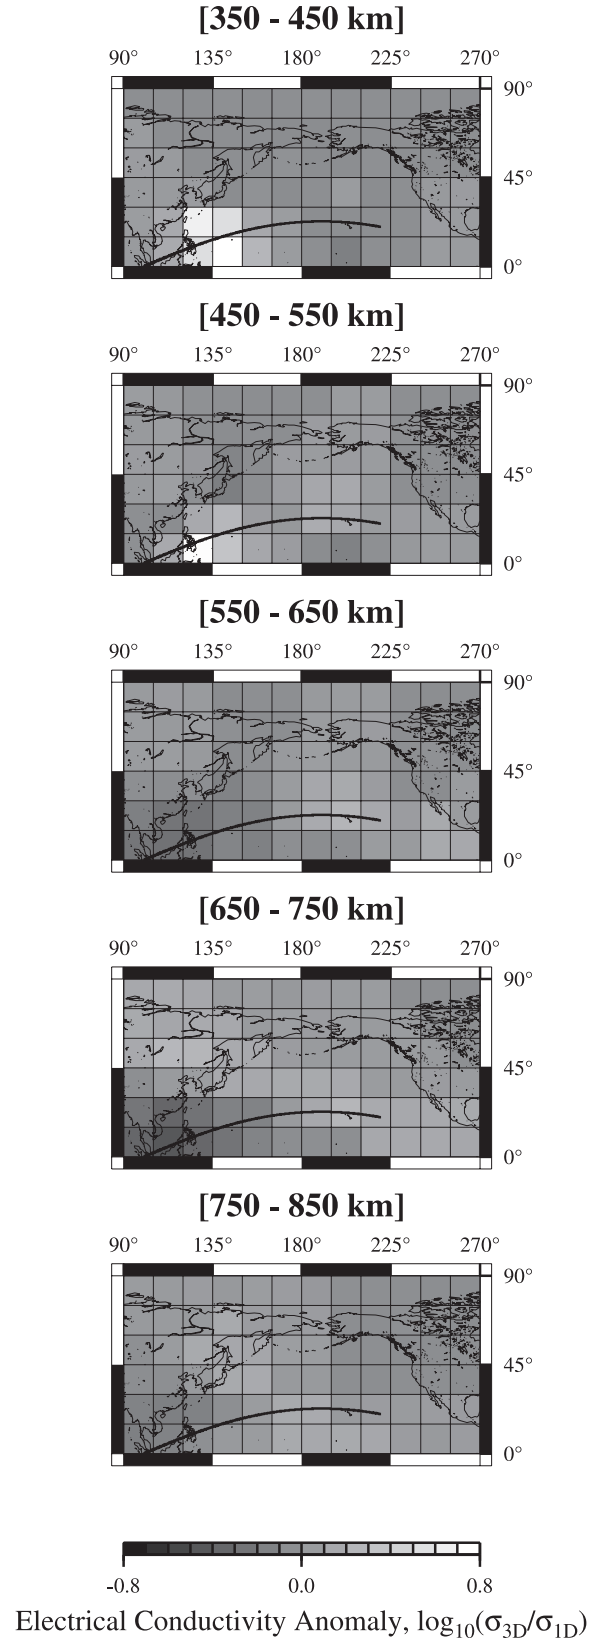 [350 - 450 km]
90° 135° 180° 225° 270°
90°
45°
0°
[450 - 550 km]
90° 135° 180° 225° 270°
90°
45°
0°
[550 - 650 km]
90° 135° 180° 225° 270°
90°
45°
0°
[650 - 750 km]
90° 135° 180° 225° 270°
90°
45°
0°
[750 - 850 km]
90° 135° 180° 225° 270°
90°
45°
0°
-0.8 0.0 0.8
Electrical Conductivity Anomaly, log₁₀(σ₃D/σ₁D)